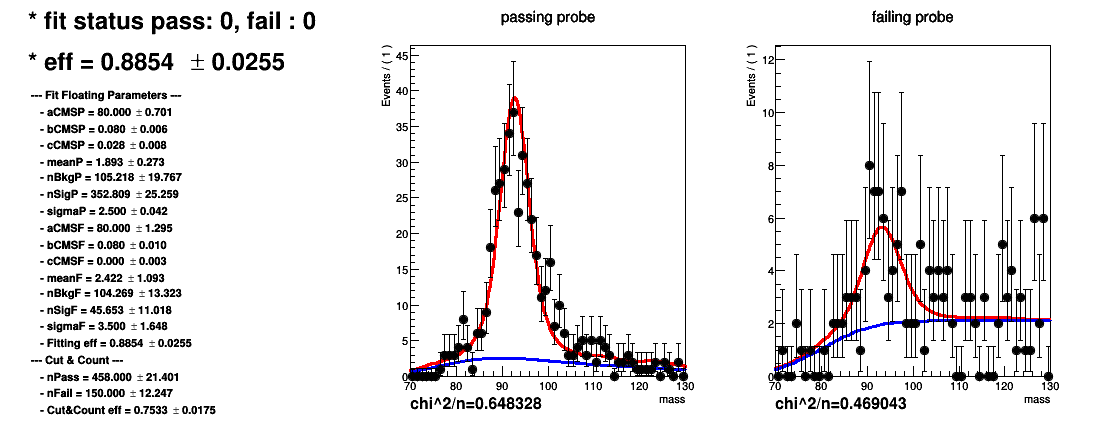 * fit status pass: 0, fail : 0
* eff = 0.8854 ± 0.0255
--- Fit Floating Parameters ---
- aCMSP = 80.000 ± 0.701
- bCMSP = 0.080 ± 0.006
- cCMSP = 0.028 ± 0.008
- meanP = 1.893 ± 0.273
- nBkgP = 105.218 ± 19.767
- nSigP = 352.809 ± 25.259
- sigmaP = 2.500 ± 0.042
- aCMSF = 80.000 ± 1.295
- bCMSF = 0.080 ± 0.010
- cCMSF = 0.000 ± 0.003
- meanF = 2.422 ± 1.093
- nBkgF = 104.269 ± 13.323
- nSigF = 45.653 ± 11.018
- sigmaF = 3.500 ± 1.648
- Fitting eff = 0.8854 ± 0.0255
--- Cut & Count ---
- nPass = 458.000 ± 21.401
- nFail = 150.000 ± 12.247
- Cut&Count eff = 0.7533 ± 0.0175
passing probe
Events / ( 1 )
45
40
35
30
25
20
15
10
5
0
70 80 90 100 110 120 130
mass
chi^2/n=0.648328
failing probe
Events / ( 1 )
12
10
8
6
4
2
0
70 80 90 100 110 120 130
mass
chi^2/n=0.469043